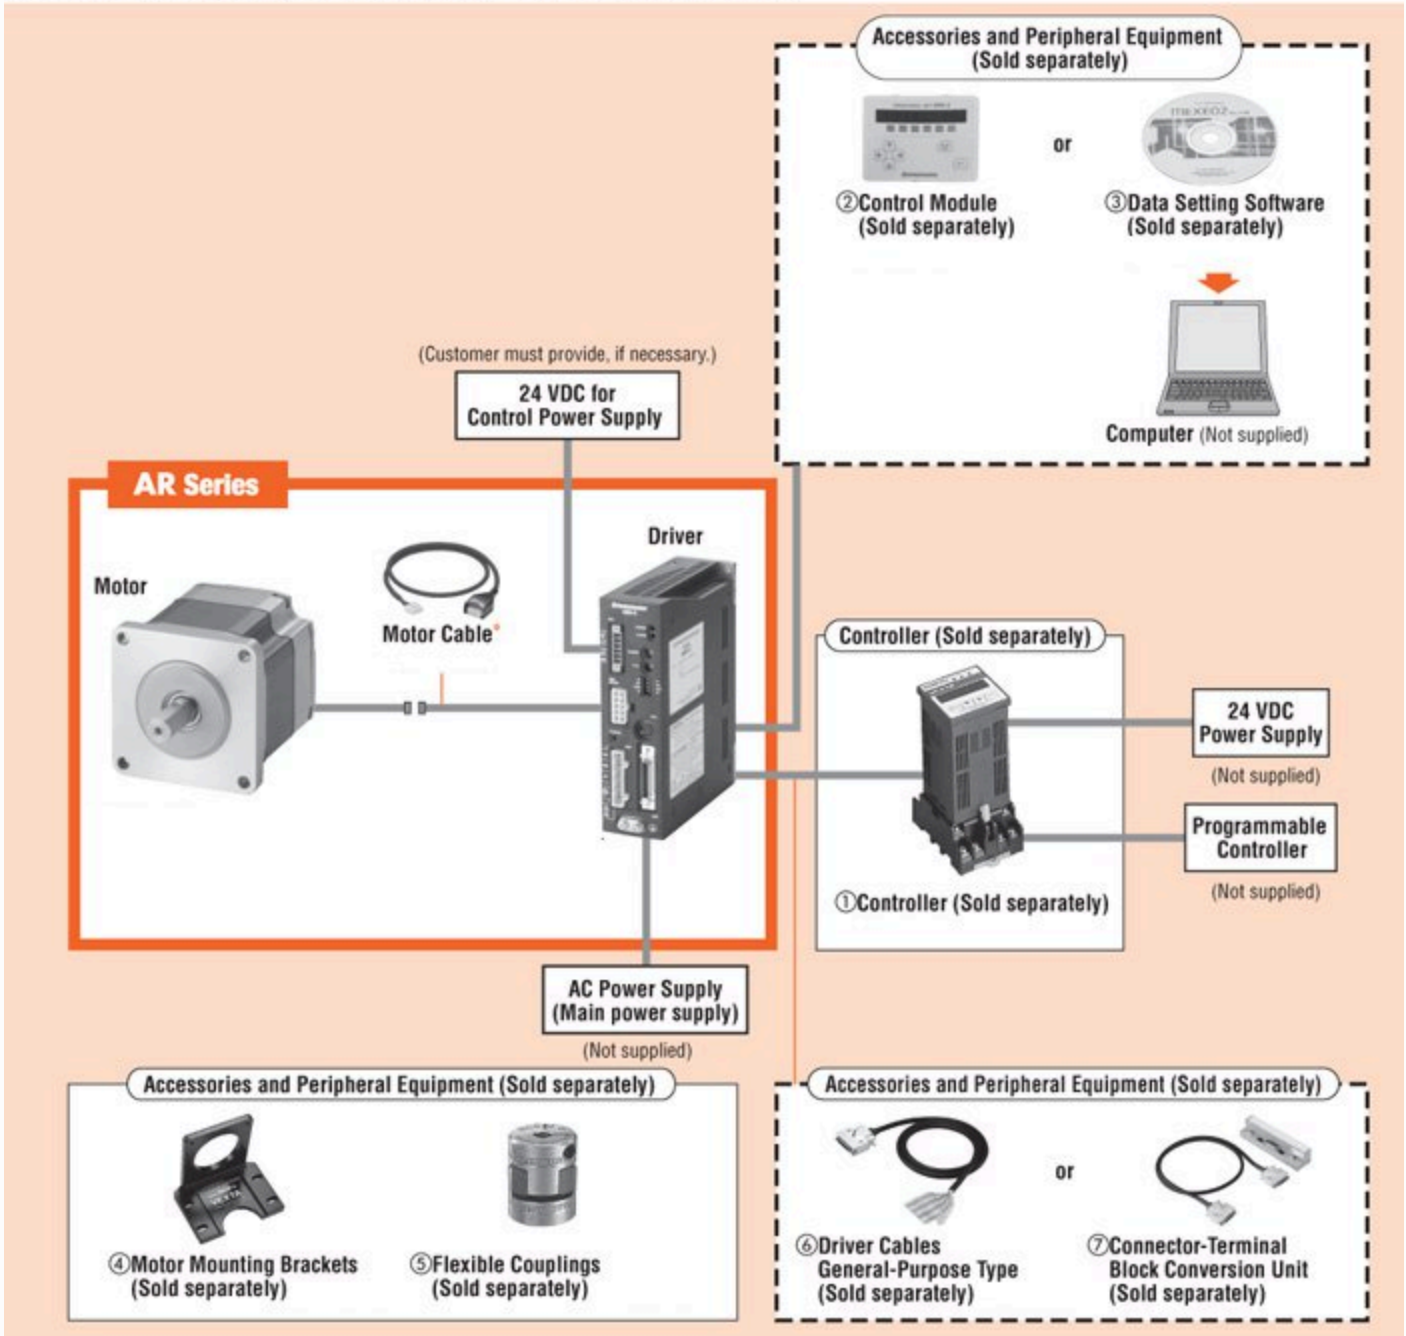 Accessories and Peripheral Equipment
(Sold separately)
or
②Control Module
(Sold separately)
③Data Setting Software
(Sold separately)
Computer (Not supplied)
(Customer must provide, if necessary.)
24 VDC for
Control Power Supply
AR Series
Motor
Motor Cable*
Driver
Controller (Sold separately)
①Controller (Sold separately)
24 VDC
Power Supply
(Not supplied)
Programmable
Controller
(Not supplied)
AC Power Supply
(Main power supply)
(Not supplied)
Accessories and Peripheral Equipment (Sold separately)
④Motor Mounting Brackets
(Sold separately)
⑤Flexible Couplings
(Sold separately)
Accessories and Peripheral Equipment (Sold separately)
or
⑥Driver Cables
General-Purpose Type
(Sold separately)
⑦Connector-Terminal
Block Conversion Unit
(Sold separately)